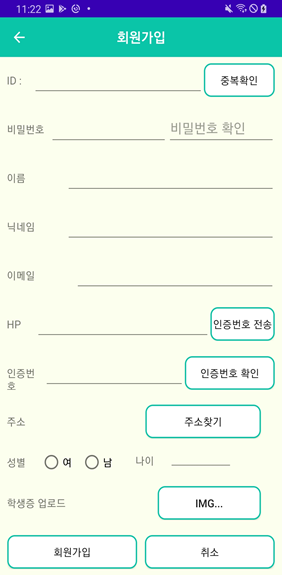 11:22
회원가입
ID : 중복확인
비밀번호 비밀번호 확인
이름
닉네임
이메일
HP 인증번호 전송
인증번호 인증번호 확인
주소 주소찾기
성별 여 남 나이
학생증 업로드 IMG...
회원가입 취소